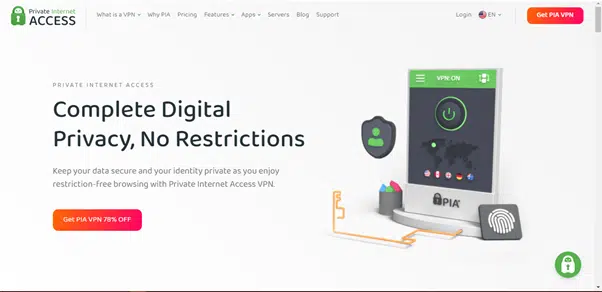 Private Internet
ACCESS
What is a VPN
Why PIA
Pricing
Features
Apps
Servers
Blog
Support
Login
EN
Get PIA VPN
PRIVATE INTERNET ACCESS
Complete Digital
Privacy, No Restrictions
Keep your data secure and your identity private as you enjoy
restriction-free browsing with Private Internet Access VPN.
Get PIA VPN 78% OFF
VPN ON
PIA